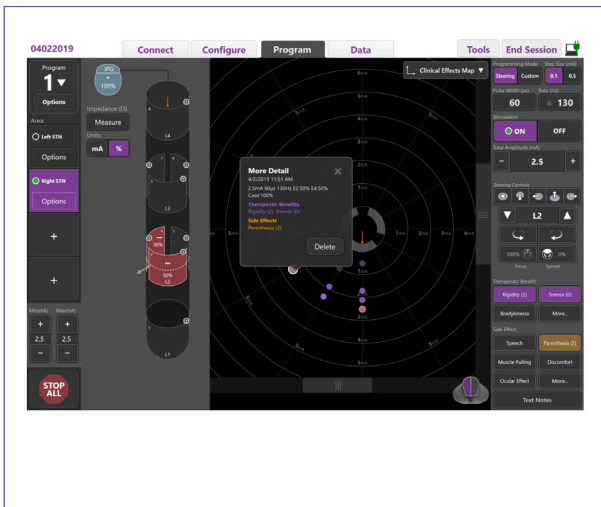 04022019
Connect
Configure
Program
Data
Tools
End Session
Program
1
Options
Area:
Left STN
Options
Right STN
Options
+
+
Min(mA) Max(mA)
+ +
2.5 2.5
− −
STOP
ALL
IPG
+
100%
Impedance (Ω)
Measure
Units
mA %
L4
L3
50%
50%
L2
L1
Clinical Effects Map
More Detail
4/2/2019 11:51 AM
2.5mA 60µs 130Hz E2:50% E4:50%
Case:100%
Therapeutic Benefits
Rigidity (2), Tremor (0)
Side Effects
Paresthesia (2)
Delete
Programming Mode Step Size (mA)
Steering Custom 0.1 0.5
Pulse Width (µs) Rate (Hz)
60 130
Stimulation
ON OFF
Total Amplitude (mA)
− 2.5 +
Steering Controls
L2
100% 0%
Focus Spread
Therapeutic Benefit
Rigidity (2) Tremor (0)
Bradykinesia More...
Side Effect
Speech Paresthesia (2)
Muscle Pulling Discomfort
Ocular Effect More...
Text Notes